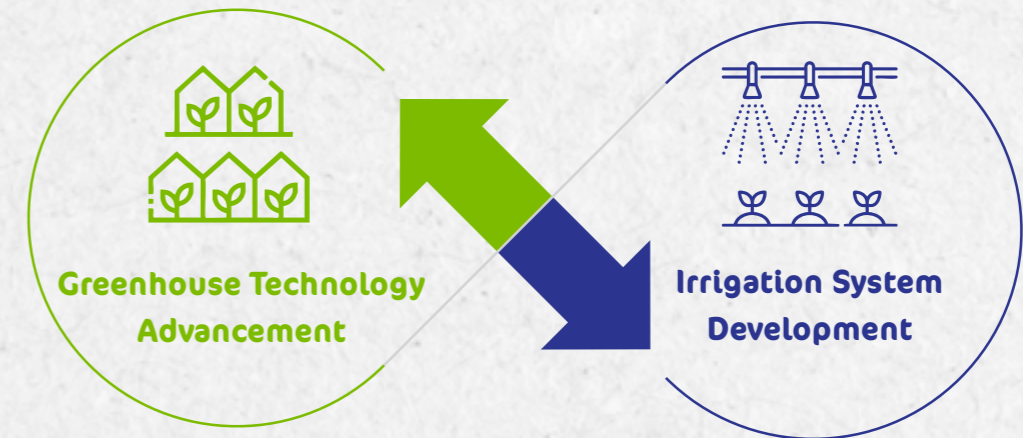 Greenhouse Technology
Advancement
Irrigation System
Development